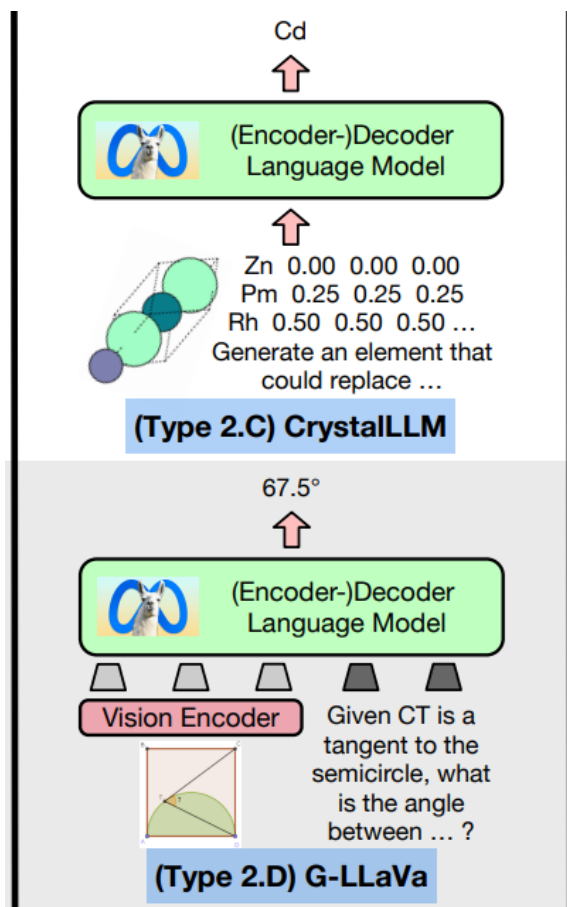 Cd
(Encoder-)Decoder
Language Model
Zn 0.00 0.00 0.00
Pm 0.25 0.25 0.25
Rh 0.50 0.50 0.50 ...
Generate an element that
could replace ...
(Type 2.C) CrystalLLM
67.5°
(Encoder-)Decoder
Language Model
Vision Encoder
Given CT is a
tangent to the
semicircle, what
is the angle
between ... ?
(Type 2.D) G-LLaVa